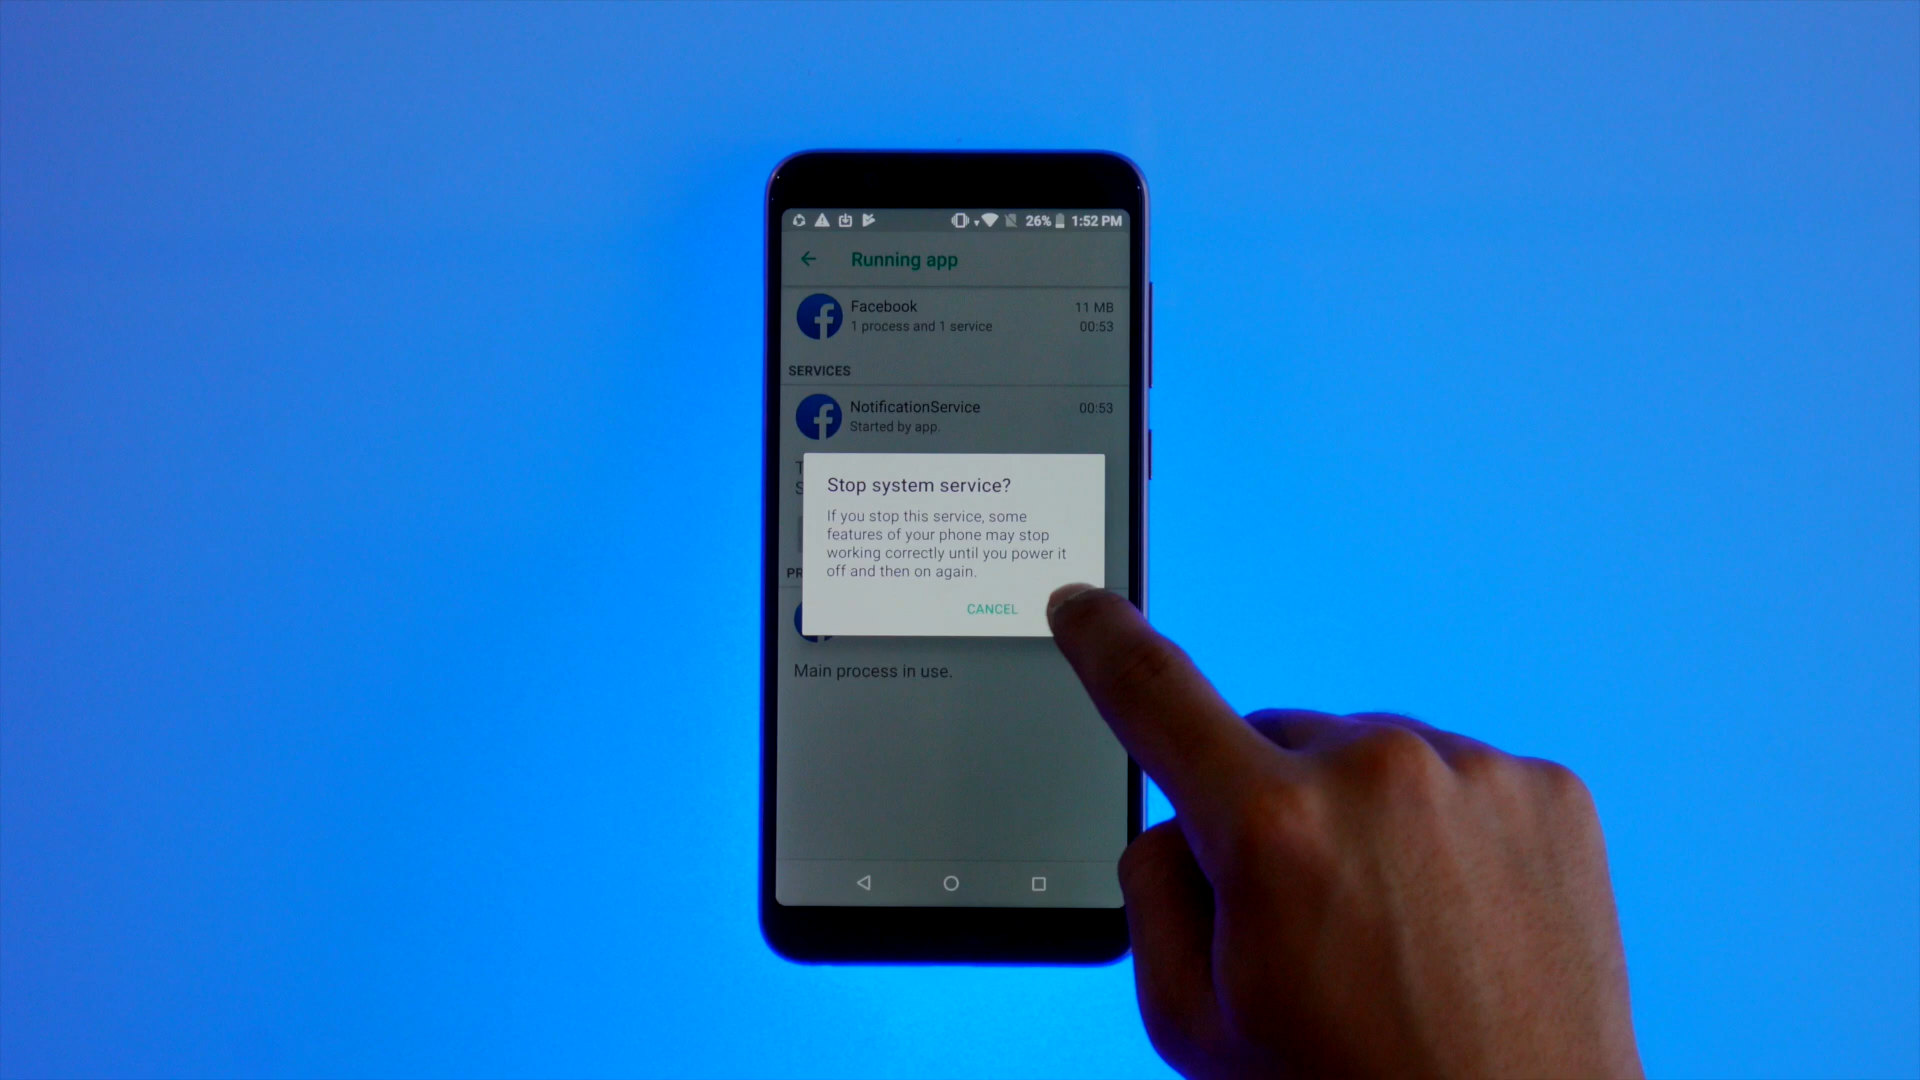 26% 1:52 PM
Running app
Facebook 11 MB
1 process and 1 service 00:53
SERVICES
NotificationService 00:53
Started by app.
Stop system service?
If you stop this service, some
features of your phone may stop
working correctly until you power it
off and then on again.
CANCEL
Main process in use.